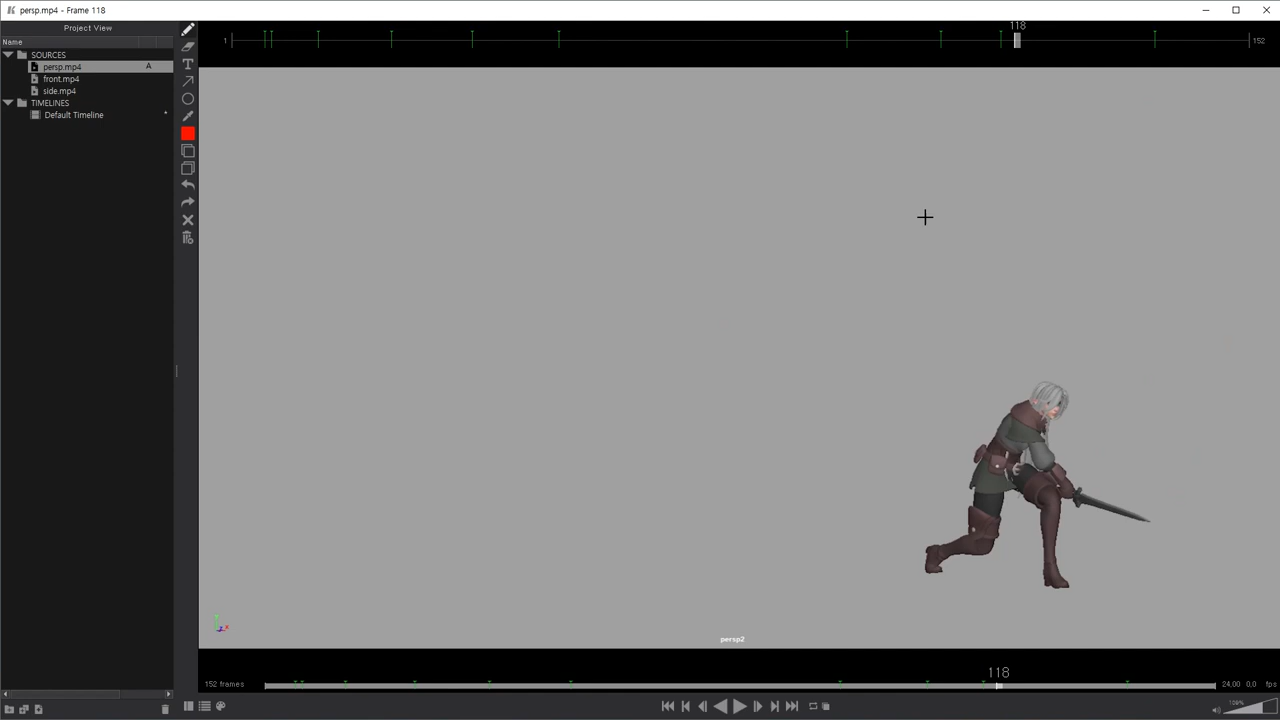 persp.mp4 - Frame 118
Project View
Name
SOURCES
persp.mp4 A
front.mp4
side.mp4
TIMELINES
Default Timeline *
T
118
1 152
persp2
118
152 frames 24,00 0,0 fps
109%